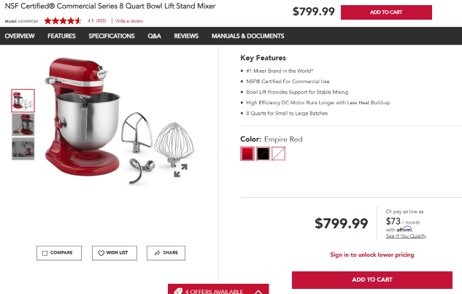 NSF Certified® Commercial Series 8 Quart Bowl Lift Stand Mixer
$799.99
ADD TO CART
4.5 (450) | Write a review
OVERVIEW FEATURES SPECIFICATIONS Q&A REVIEWS MANUALS & DOCUMENTS
Key Features
#1 Mixer Brand in the World*
NSF® Certified For Commercial Use
Bowl-Lift Provides Support for Stable Mixing
High Efficiency DC Motor Runs Longer with Less Heat Build-up
8 Quarts for Small to Large Batches
Color: Empire Red
$799.99
Or pay as low as
$73 / month
with affirm
See If You Qualify
Sign in to unlock lower pricing
COMPARE
WISH LIST
SHARE
ADD TO CART
4 OFFERS AVAILABLE